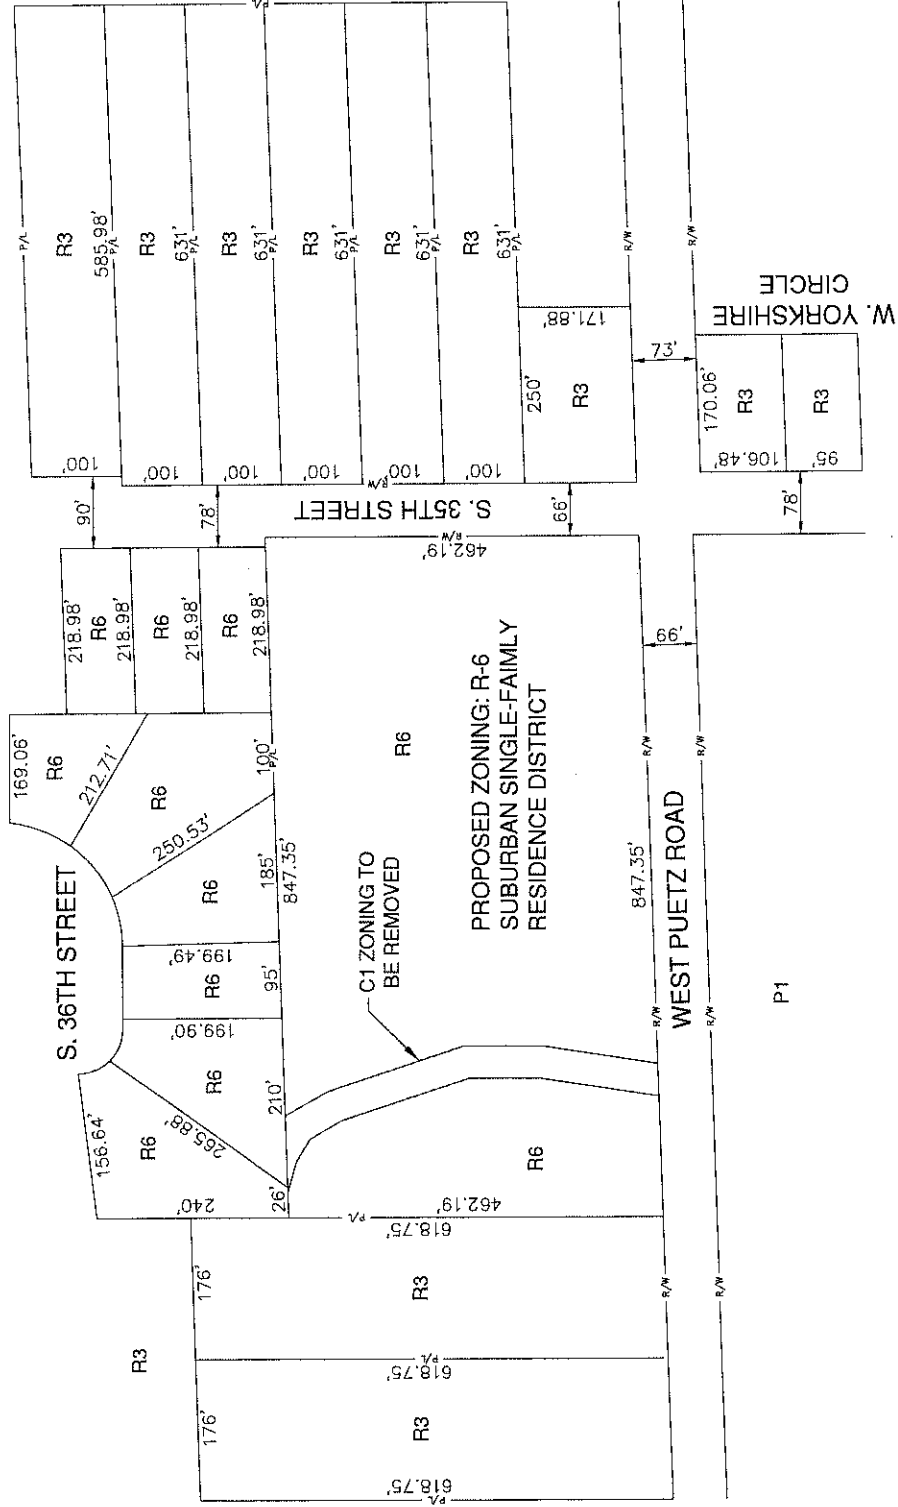 P/L
P/L
R3
585.98'
P/L
R3
631'
P/L
R3
631'
P/L
R3
631'
P/L
R3
631'
P/L
R3
631'
P/L
100'
100'
100'
100'
100'
100'
R/W
250'
R3
171.88'
R/W
R/W
73'
W. YORKSHIRE
CIRCLE
170.06'
R3
106.48'
R3
95'
90'
78'
S. 35TH STREET
66'
78'
R/W
462.19'
218.98'
R6
218.98'
R6
218.98'
R6
218.98'
169.06'
R6
212.71'
R6
100'
P/L
250.53'
R6
185'
847.35'
S. 36TH STREET
199.49'
R6
95'
199.90'
R6
210'
265.88'
156.64'
R6
240'
26'
R6
C1 ZONING TO
BE REMOVED
PROPOSED ZONING: R-6
SUBURBAN SINGLE-FAIMLY
RESIDENCE DISTRICT
66'
R/W
R/W
847.35'
WEST PUETZ ROAD
R/W
R/W
P1
R6
462.19'
P/L
618.75'
R/W
R/W
176'
R3
R3
P/L
618.75'
176'
R3
618.75'
P/L